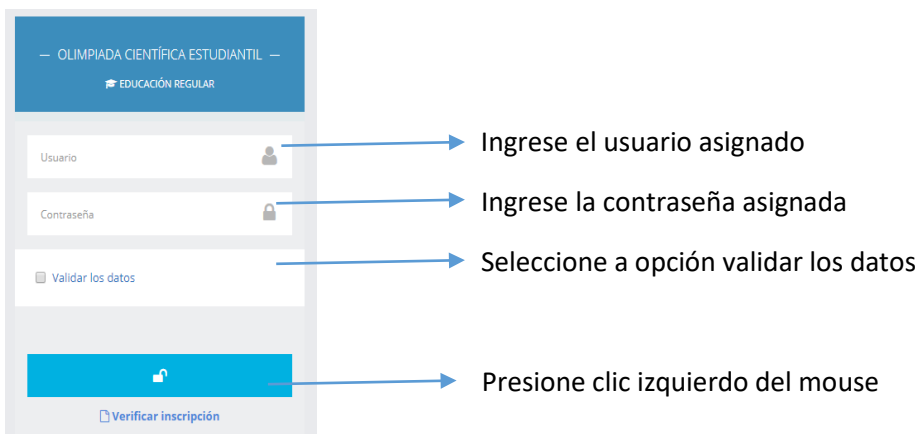 — OLIMPIADA CIENTÍFICA ESTUDIANTIL —
EDUCACIÓN REGULAR
Usuario
Ingrese el usuario asignado
Contraseña
Ingrese la contraseña asignada
Seleccione a opción validar los datos
Validar los datos
Presione clic izquierdo del mouse
Verificar inscripción